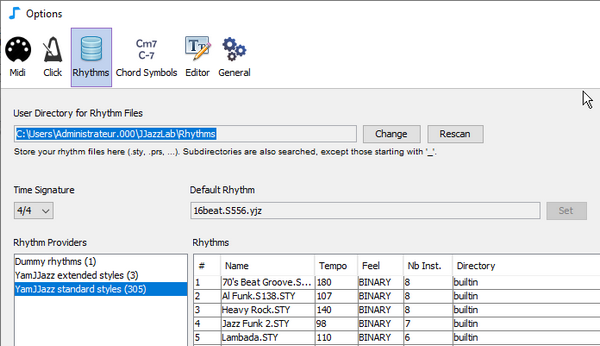 Options
Cm7
C-7
Midi Click Rhythms Chord Symbols Editor General
User Directory for Rhythm Files
C:\Users\Administrateur.000\JJazzLab\Rhythms Change Rescan
Store your rhythm files here (.sty, .prs, ...). Subdirectories are also searched, except those starting with '_'.
Time Signature Default Rhythm
4/4 16beat.S556.yjz Set
Rhythm Providers Rhythms
Dummy rhythms (1)
YamJJazz extended styles (3)
YamJJazz standard styles (305)
# Name Tempo Feel Nb Inst. Directory
1 70's Beat Groove.S... 180 BINARY 8 builtin
2 Al Funk.S138.STY 107 BINARY 8 builtin
3 Heavy Rock.STY 140 BINARY 8 builtin
4 Jazz Funk 2.STY 98 BINARY 7 builtin
5 Lambada.STY 110 BINARY 6 builtin